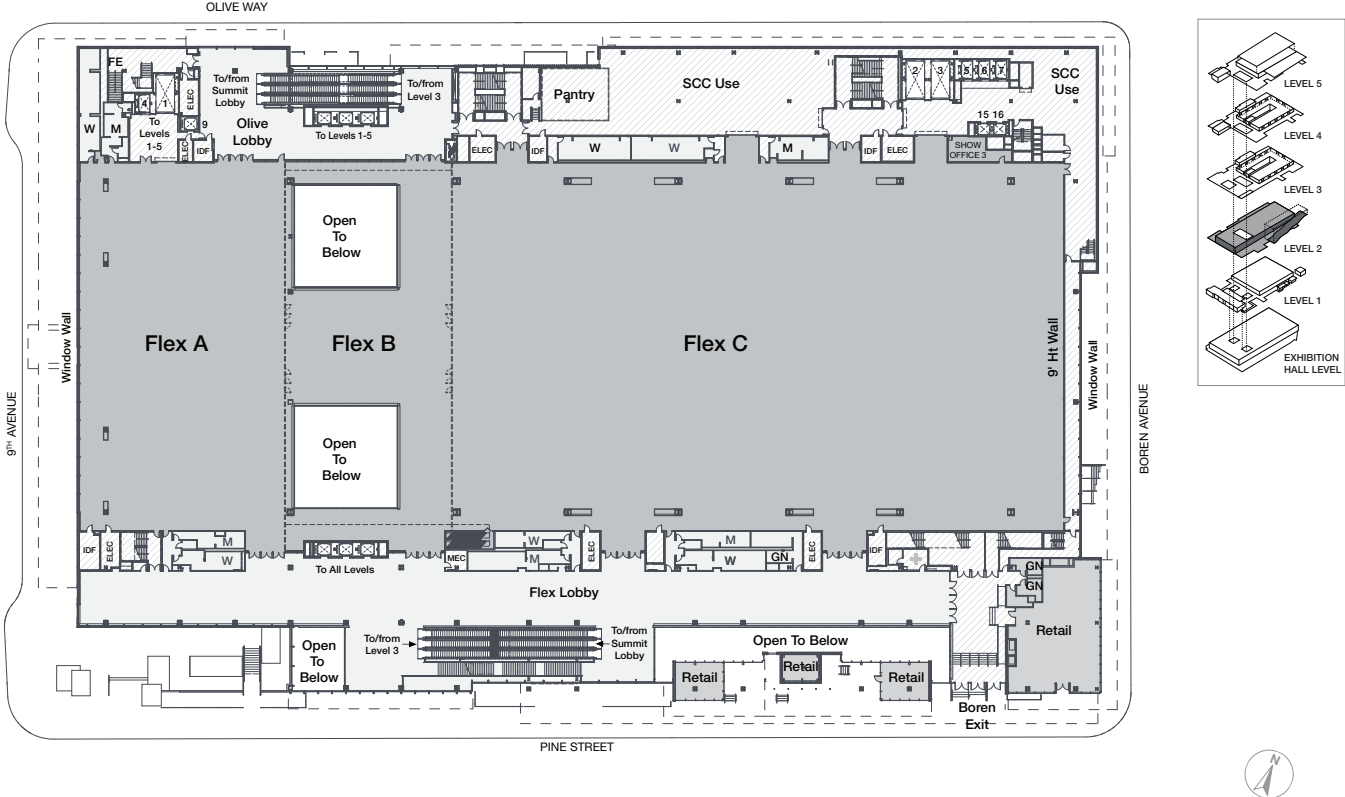 OLIVE WAY
FE
To/from
Summit
Lobby
To/from
Level 3
SCC Use
SCC
Use
Pantry
ELEC
4
1
2
3
5
6
7
W
M
To
Levels
1-5
9
Olive
Lobby
To Levels 1-5
15 16
ELEC
IDF
ELEC
IDF
W
W
M
IDF
ELEC
SHOW
OFFICE 3
Open
To
Below
Flex A
Flex B
Flex C
Window Wall
9' Ht Wall
Window Wall
9TH AVENUE
BOREN AVENUE
Open
To
Below
IDF
ELEC
M
W
To All Levels
MEC
W
M
ELEC
M
W
GN
ELEC
IDF
GN
GN
Flex Lobby
To/from
Level 3
To/from
Summit
Lobby
Open
To
Below
Open To Below
Retail
Retail
Retail
Retail
Boren
Exit
PINE STREET
LEVEL 5
LEVEL 4
LEVEL 3
LEVEL 2
LEVEL 1
EXHIBITION
HALL LEVEL
N